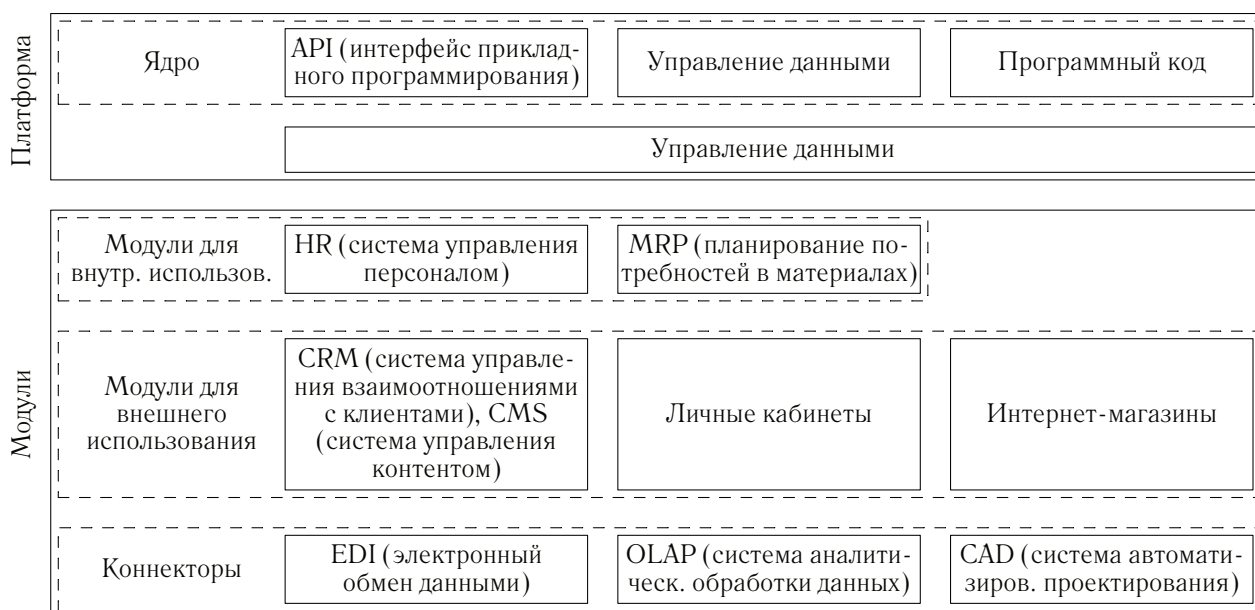 Платформа
Ядро
API (интерфейс приклад-
ного программирования)
Управление данными
Программный код
Управление данными
Модули
Модули для
внутр. использов.
HR (система управления
персоналом)
MRP (планирование по-
требностей в материалах)
Модули для
внешнего
использования
CRM (система управле-
ния взаимоотношениями
с клиентами), CMS
(система управления
контентом)
Личные кабинеты
Интернет-магазины
Коннекторы
EDI (электронный
обмен данными)
OLAP (система аналити-
ческ. обработки данных)
CAD (система автомати-
зиров. проектирования)